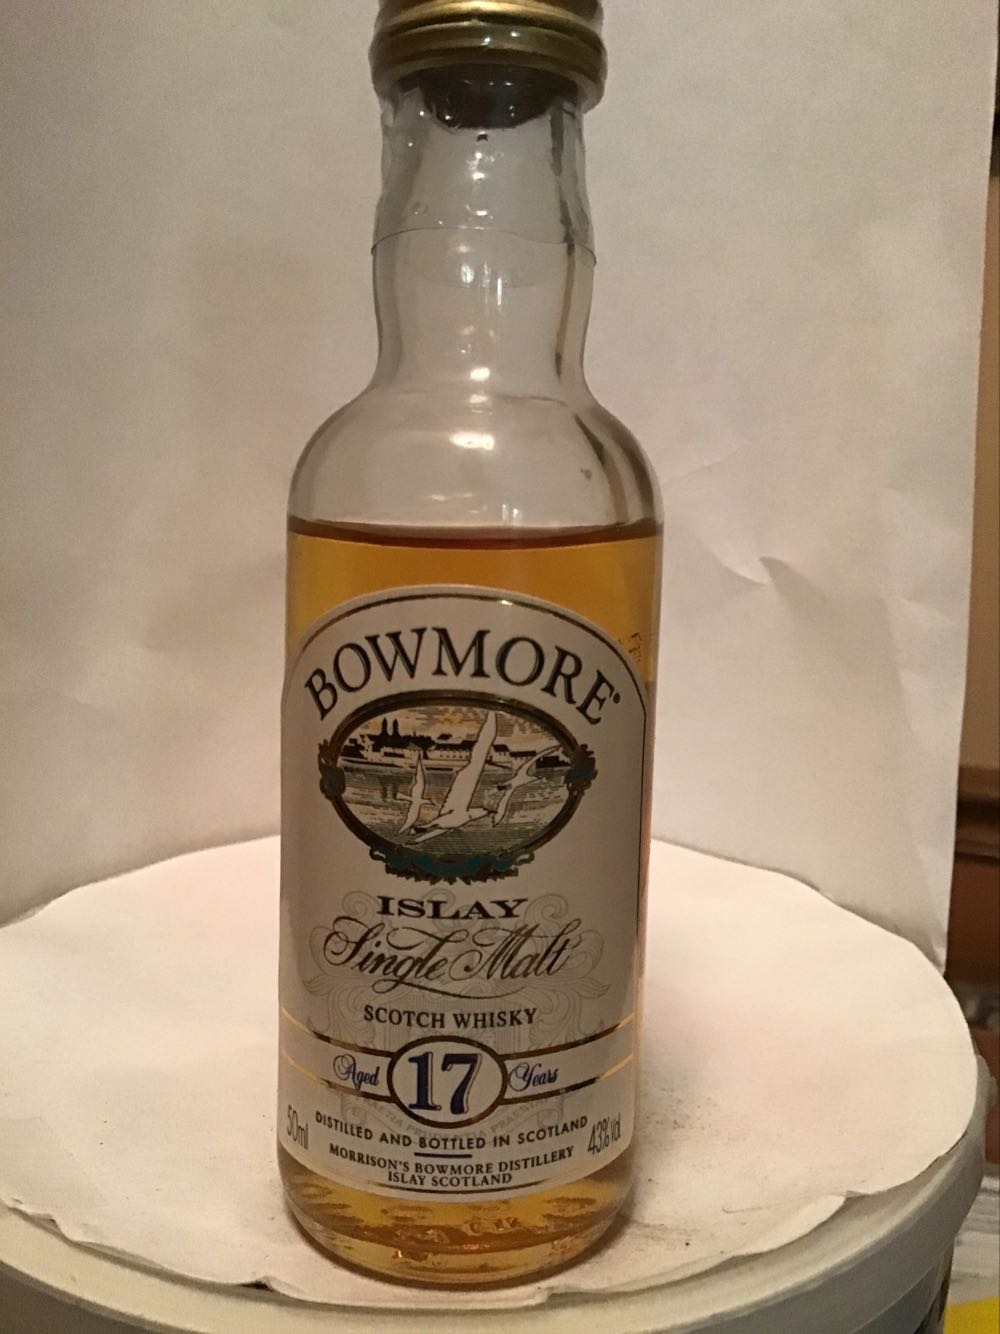 BOWMORE
ISLAY
Single Malt
SCOTCH WHISKY
Aged 17 Years
50ml DISTILLED AND BOTTLED IN SCOTLAND 43%vol
MORRISON'S BOWMORE DISTILLERY
ISLAY SCOTLAND